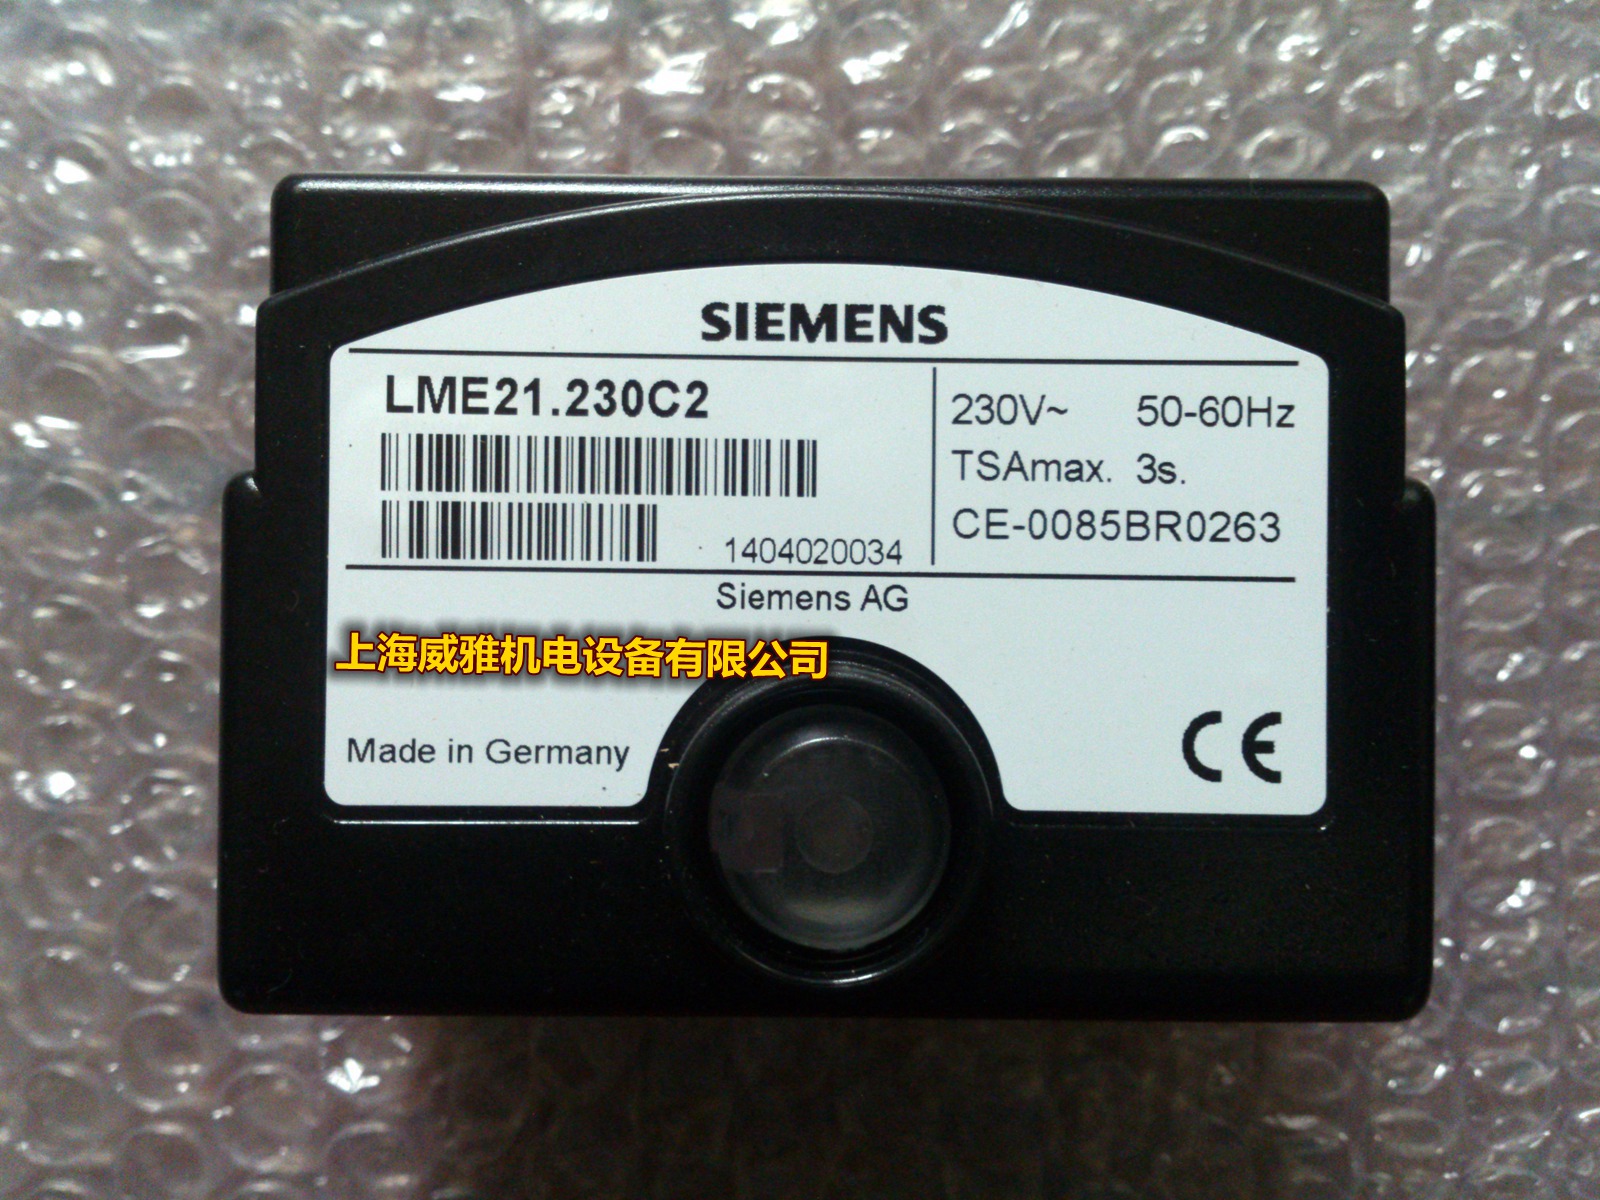 SIEMENS
LME21.230C2
1404020034
230V~ 50-60Hz
TSAmax. 3s.
CE-0085BR0263
Siemens AG
上海威雅机电设备有限公司
Made in Germany
CE